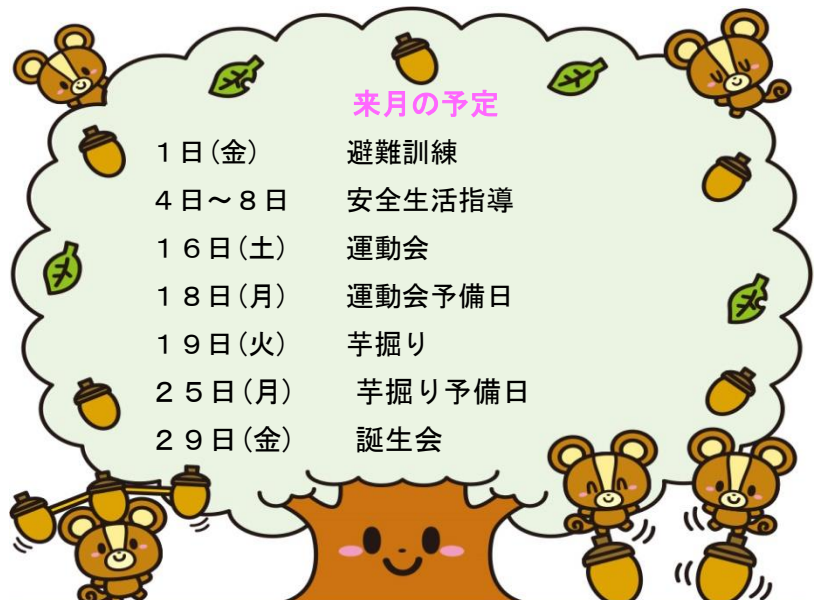 来月の予定
１日(金)　避難訓練
４日～８日　安全生活指導
１６日(土)　運動会
１８日(月)　運動会予備日
１９日(火)　芋掘り
２５日(月)　芋掘り予備日
２９日(金)　誕生会